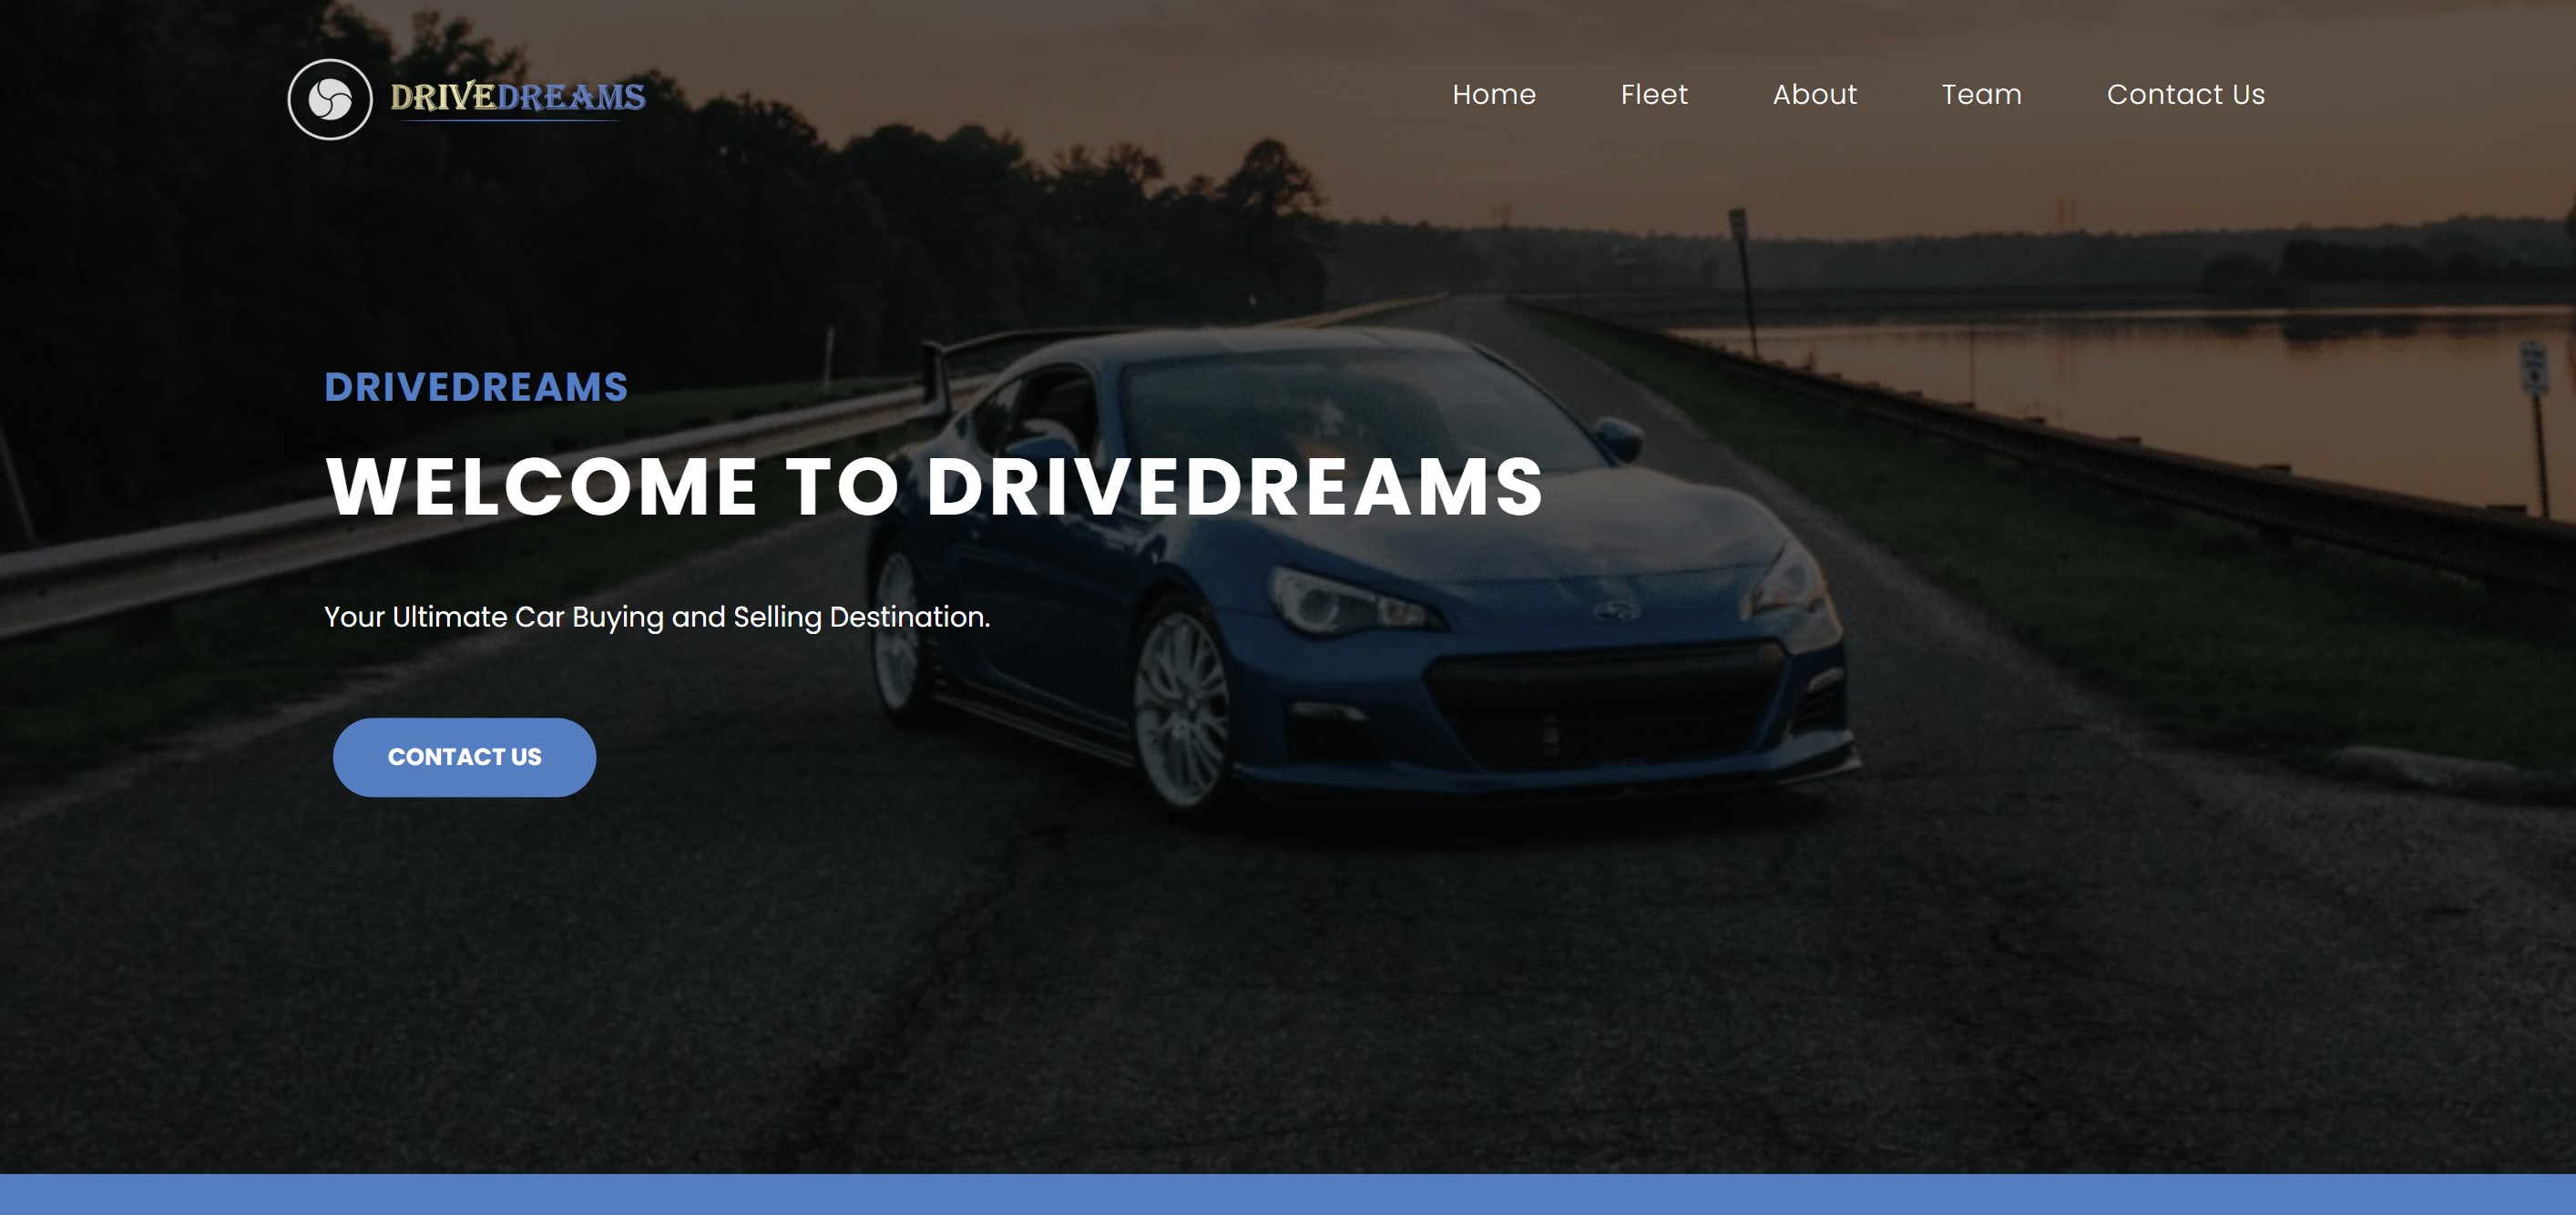 DRIVEDREAMS
Home Fleet About Team Contact Us
DRIVEDREAMS
WELCOME TO DRIVEDREAMS
Your Ultimate Car Buying and Selling Destination.
CONTACT US